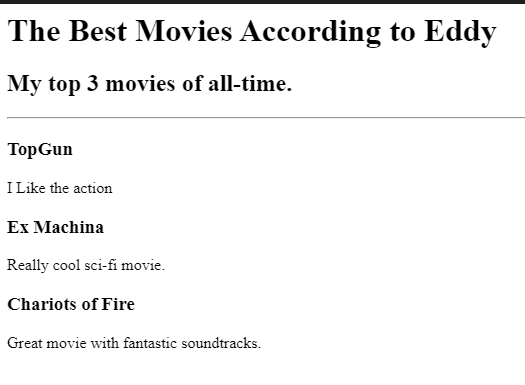 The Best Movies According to Eddy
My top 3 movies of all-time.
TopGun
I Like the action
Ex Machina
Really cool sci-fi movie.
Chariots of Fire
Great movie with fantastic soundtracks.